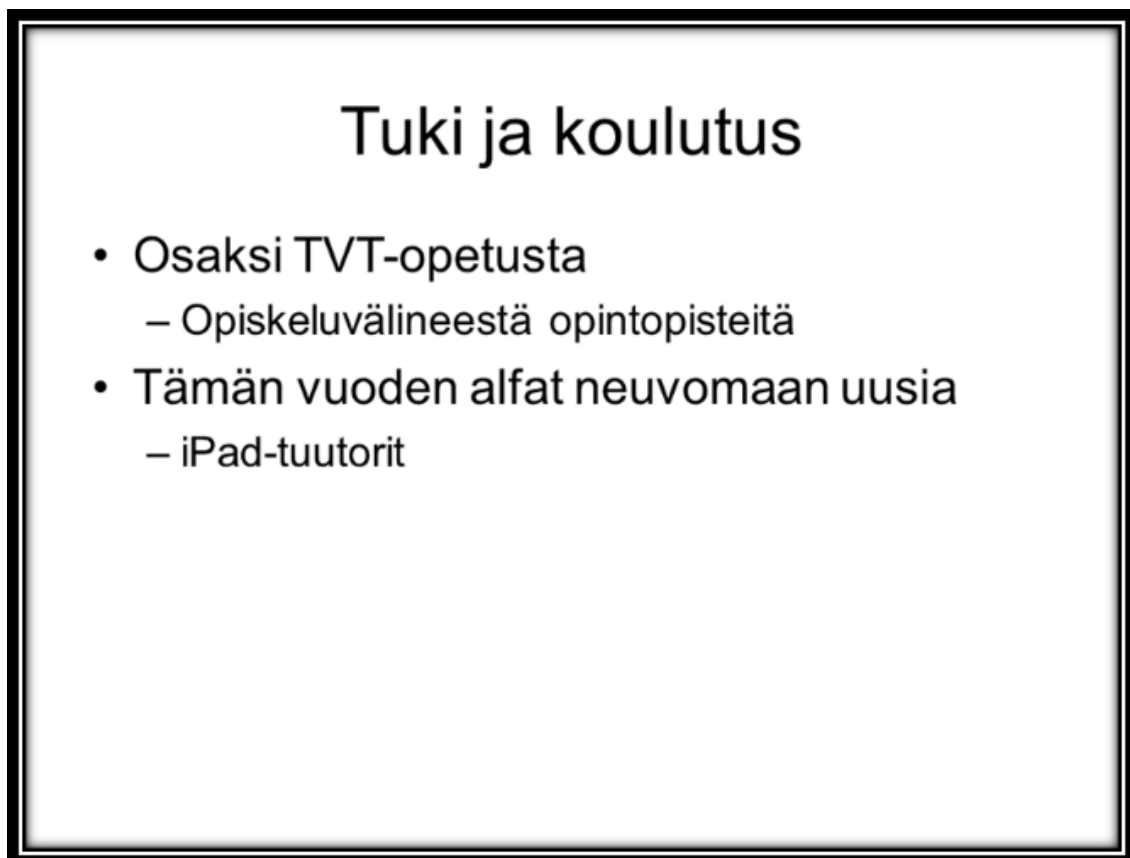 Tuki ja koulutus
• Osaksi TVT-opetusta
– Opiskeluvälineestä opintopisteitä
• Tämän vuoden alfat neuvomaan uusia
– iPad-tuutorit